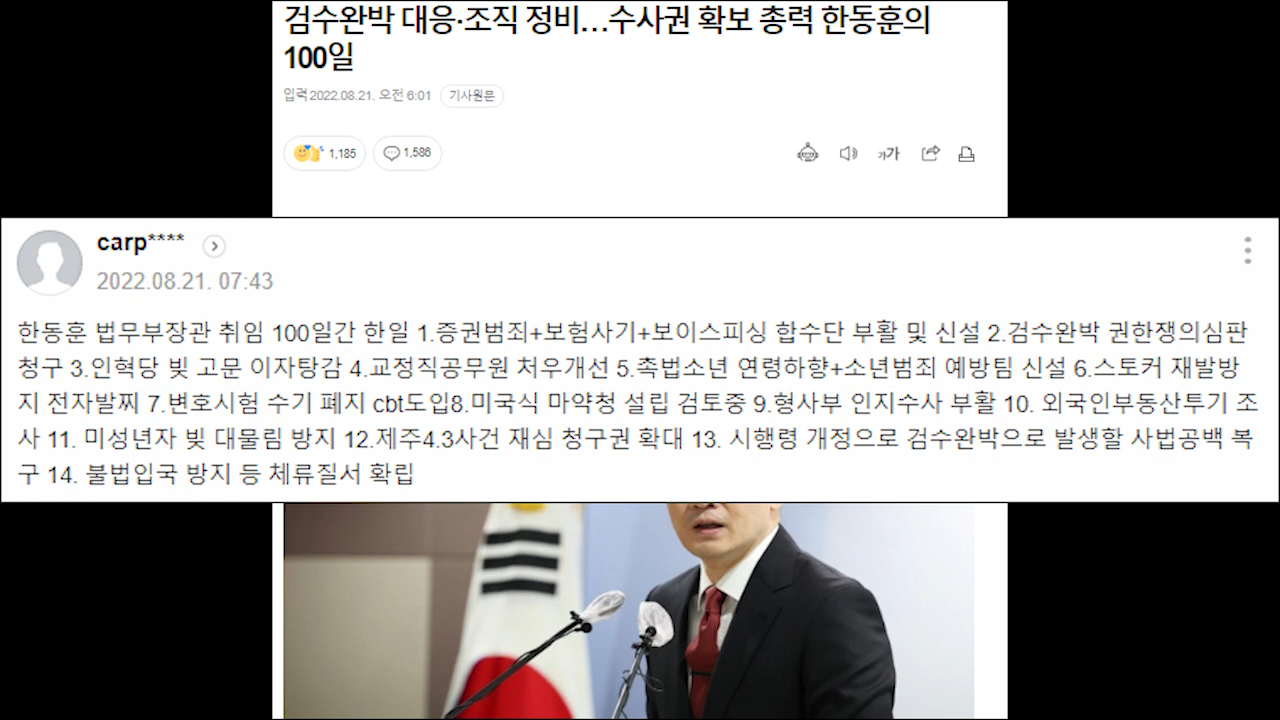 검수완박 대응·조직 정비…수사권 확보 총력 한동훈의
100일
입력 2022.08.21. 오전 6:01 기사원문
1,185 1,586
가가
carp****
2022.08.21. 07:43
한동훈 법무부장관 취임 100일간 한일 1.증권범죄+보험사기+보이스피싱 합수단 부활 및 신설 2.검수완박 권한쟁의심판
청구 3.인혁당 빚 고문 이자탕감 4.교정직공무원 처우개선 5.촉법소년 연령하향+소년범죄 예방팀 신설 6.스토커 재발방
지 전자발찌 7.변호시험 수기 폐지 cbt도입8.미국식 마약청 설립 검토중 9.형사부 인지수사 부활 10. 외국인부동산투기 조
사 11. 미성년자 빚 대물림 방지 12.제주4.3사건 재심 청구권 확대 13. 시행령 개정으로 검수완박으로 발생할 사법공백 복
구 14. 불법입국 방지 등 체류질서 확립